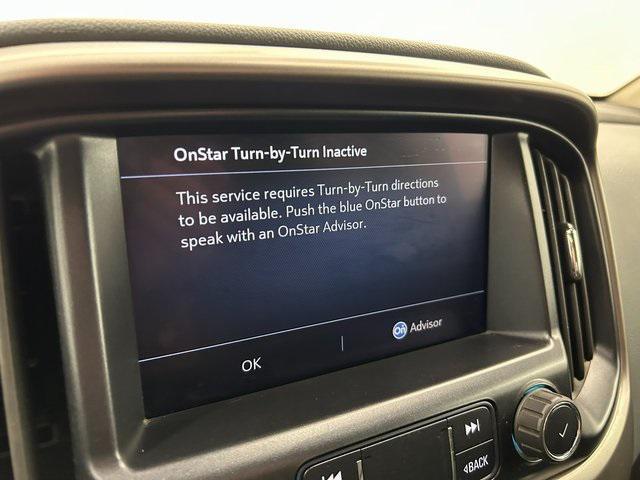 OnStar Turn-by-Turn Inactive
This service requires Turn-by-Turn directions
to be available. Push the blue OnStar button to
speak with an OnStar Advisor.
OK
On Advisor
BACK